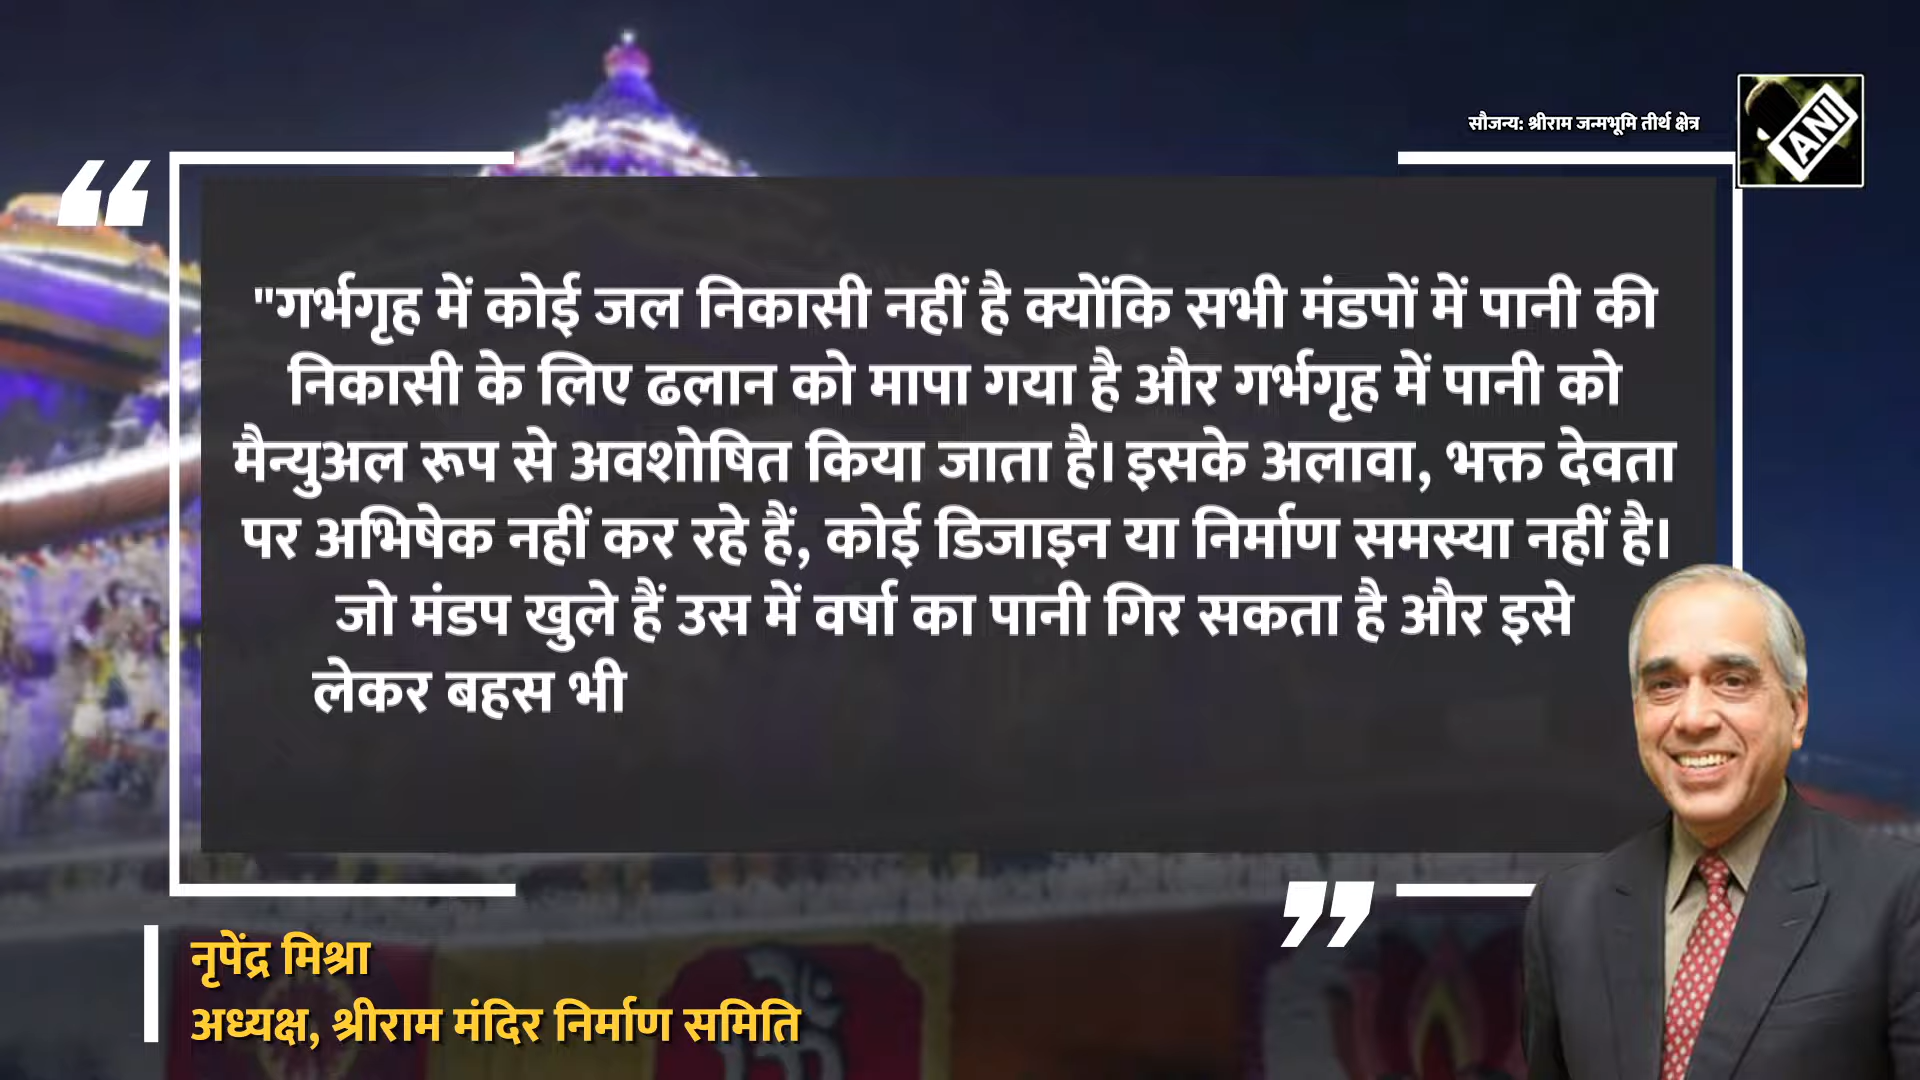 सौजन्य: श्रीराम जन्मभूमि तीर्थ क्षेत्र
ANI
"गर्भगृह में कोई जल निकासी नहीं है क्योंकि सभी मंडपों में पानी की
निकासी के लिए ढलान को मापा गया है और गर्भगृह में पानी को
मैन्युअल रूप से अवशोषित किया जाता है। इसके अलावा, भक्त देवता
पर अभिषेक नहीं कर रहे हैं, कोई डिजाइन या निर्माण समस्या नहीं है।
जो मंडप खुले हैं उस में वर्षा का पानी गिर सकता है और इसे
लेकर बहस भी
नृपेंद्र मिश्रा
अध्यक्ष, श्रीराम मंदिर निर्माण समिति
ॐ